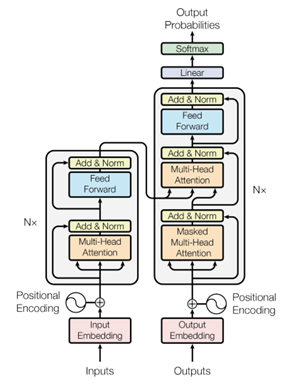 Output
Probabilities
Softmax
Linear
Add & Norm
Feed
Forward
Add & Norm
Multi-Head
Attention
Add & Norm
Masked
Multi-Head
Attention
N×
Positional
Encoding
Output
Embedding
Outputs
Add & Norm
Feed
Forward
Add & Norm
Multi-Head
Attention
N×
Positional
Encoding
Input
Embedding
Inputs